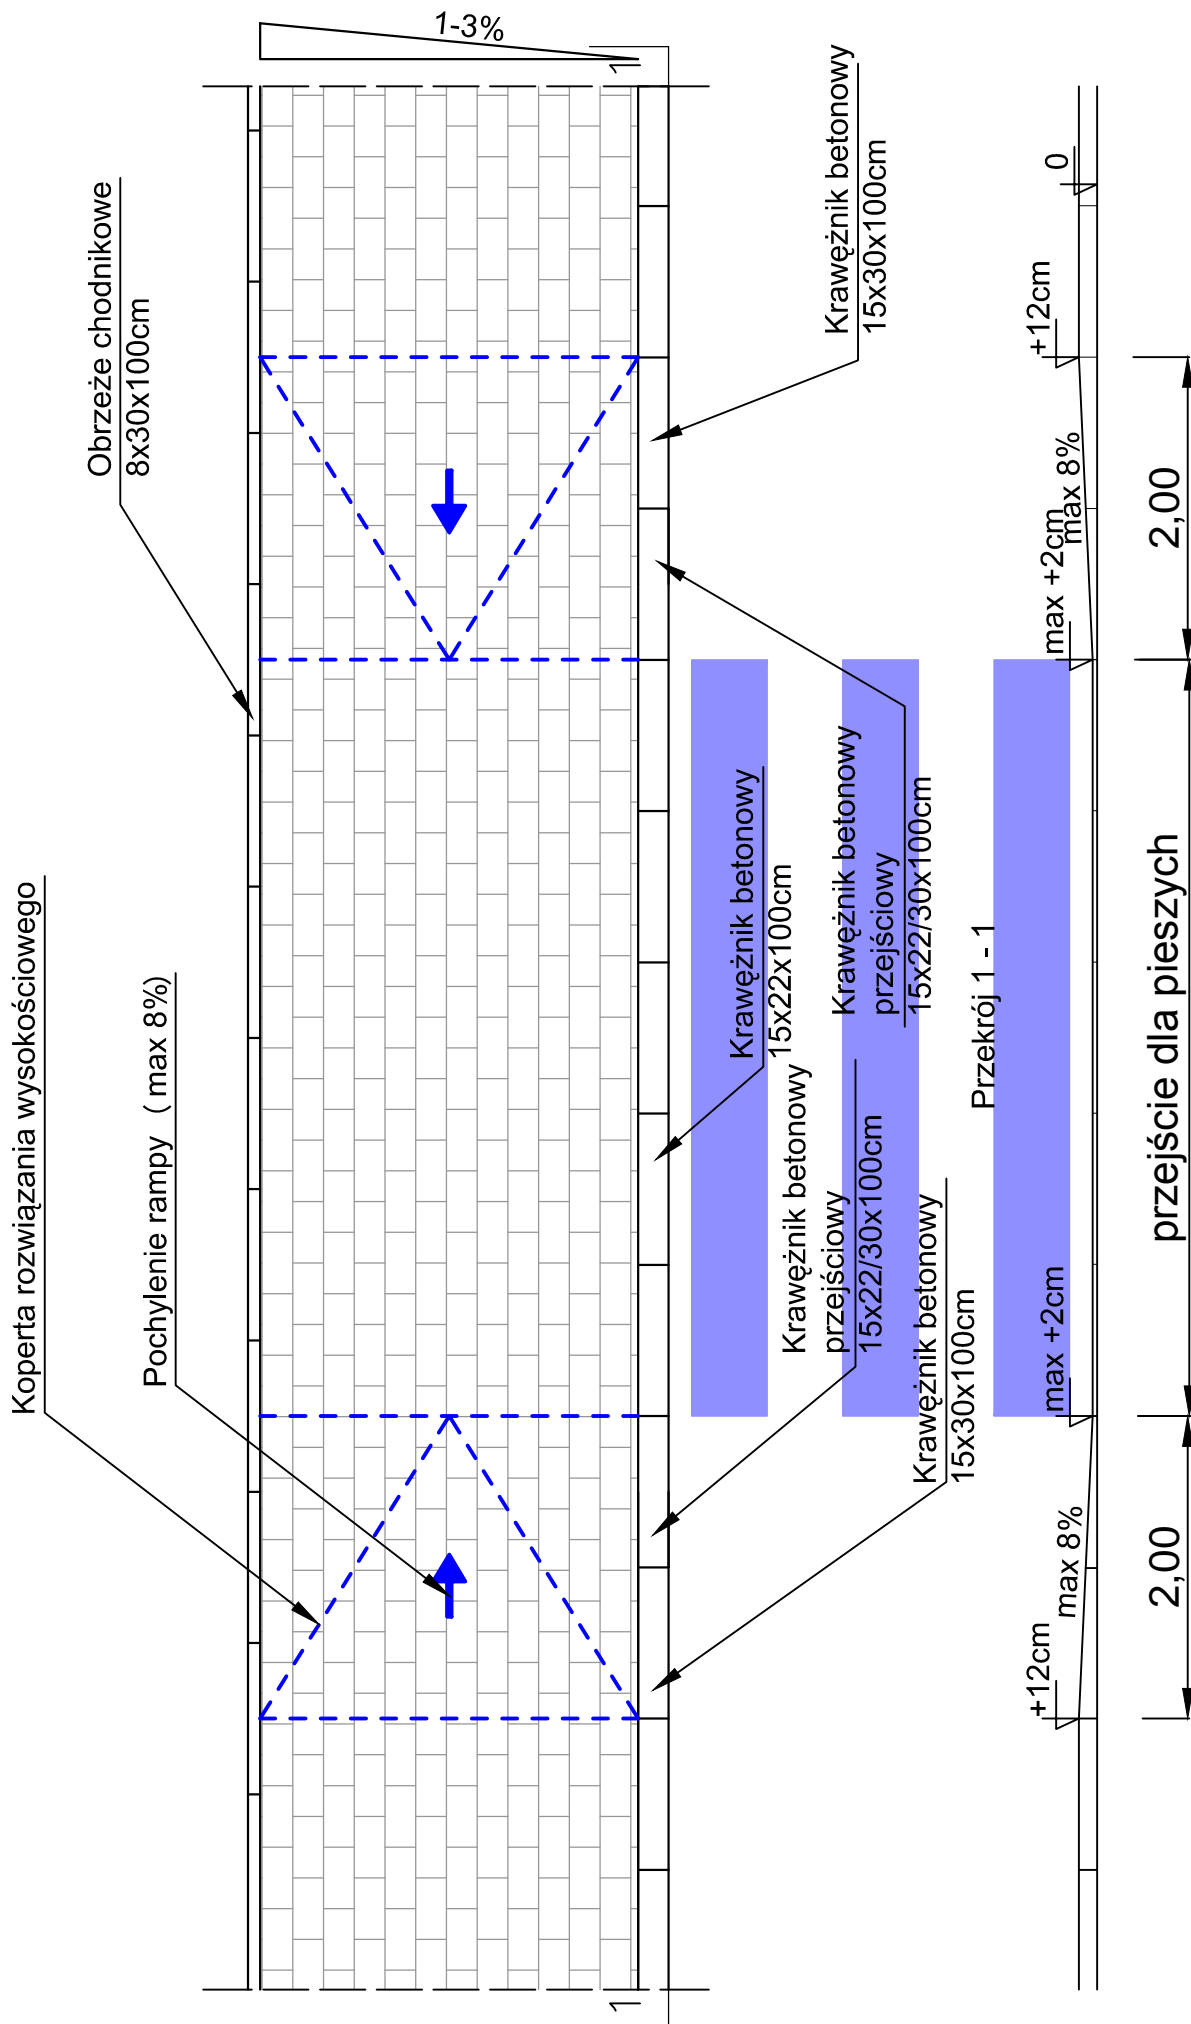 Koperta rozwiązania wysokościowego
Pochylenie rampy ( max 8%)
Obrzeże chodnikowe
8x30x100cm
1-3%
1
1
Krawężnik betonowy
15x22x100cm
Krawężnik betonowy
przejściowy
15x22/30x100cm
Krawężnik betonowy
15x30x100cm
Krawężnik betonowy
przejściowy
15x22/30x100cm
Krawężnik betonowy
15x30x100cm
Przekrój 1 - 1
+12cm
max 8%
max +2cm
max +2cm
max 8%
+12cm
0
2,00
przejście dla pieszych
2,00